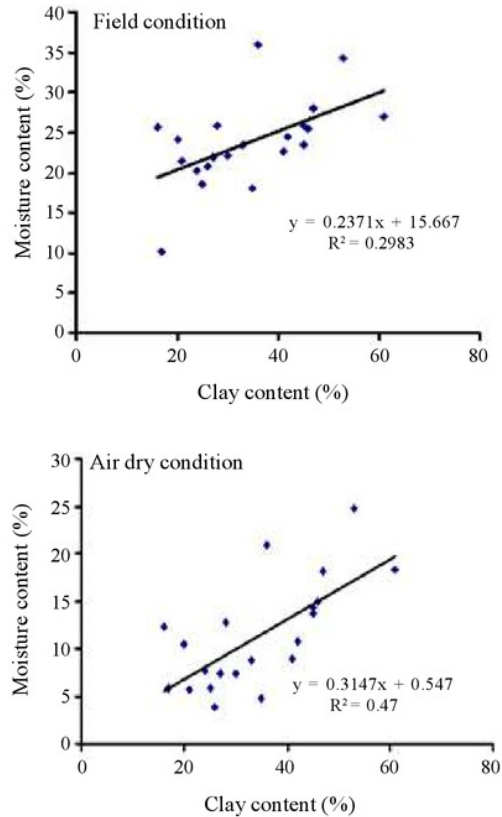 Field condition
Moisture content (%)
40
35
30
25
20
15
10
5
0
y = 0.2371x + 15.667
R² = 0.2983
0 20 40 60 80
Clay content (%)
Air dry condition
Moisture content (%)
30
25
20
15
10
5
0
y = 0.3147x + 0.547
R² = 0.47
0 20 40 60 80
Clay content (%)